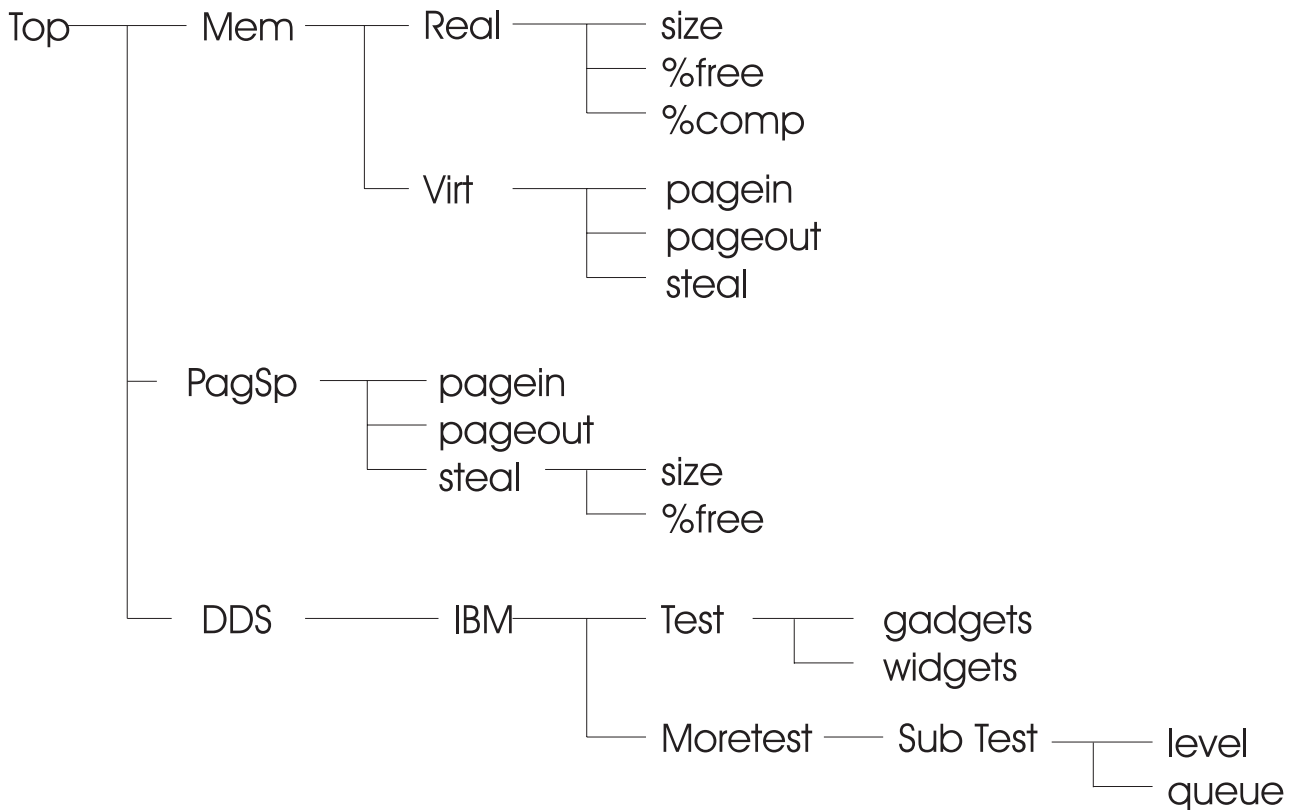 Top Mem Real size
%free
%comp
Virt pagein
pageout
steal
PagSp pagein
pageout
steal size
%free
DDS IBM Test gadgets
widgets
Moretest Sub Test level
queue